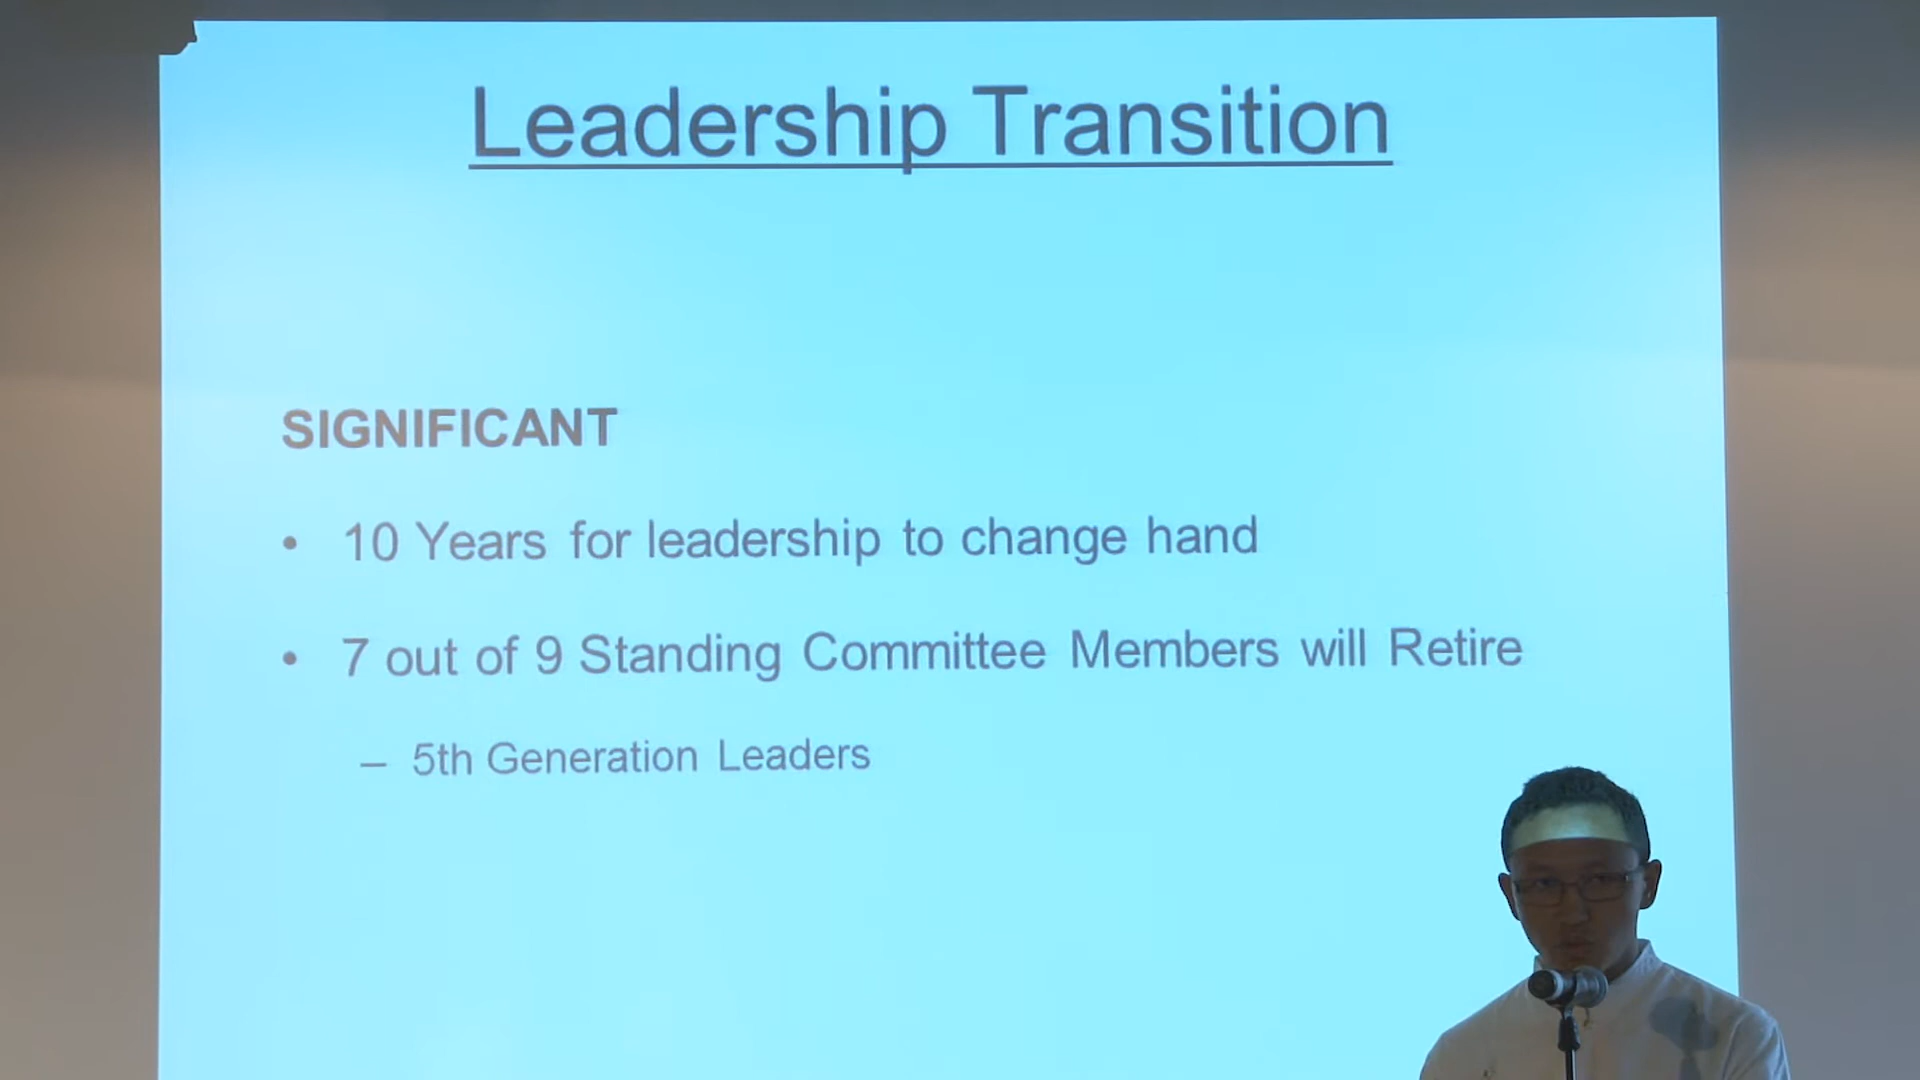 Leadership Transition
SIGNIFICANT
• 10 Years for leadership to change hand
• 7 out of 9 Standing Committee Members will Retire
– 5th Generation Leaders